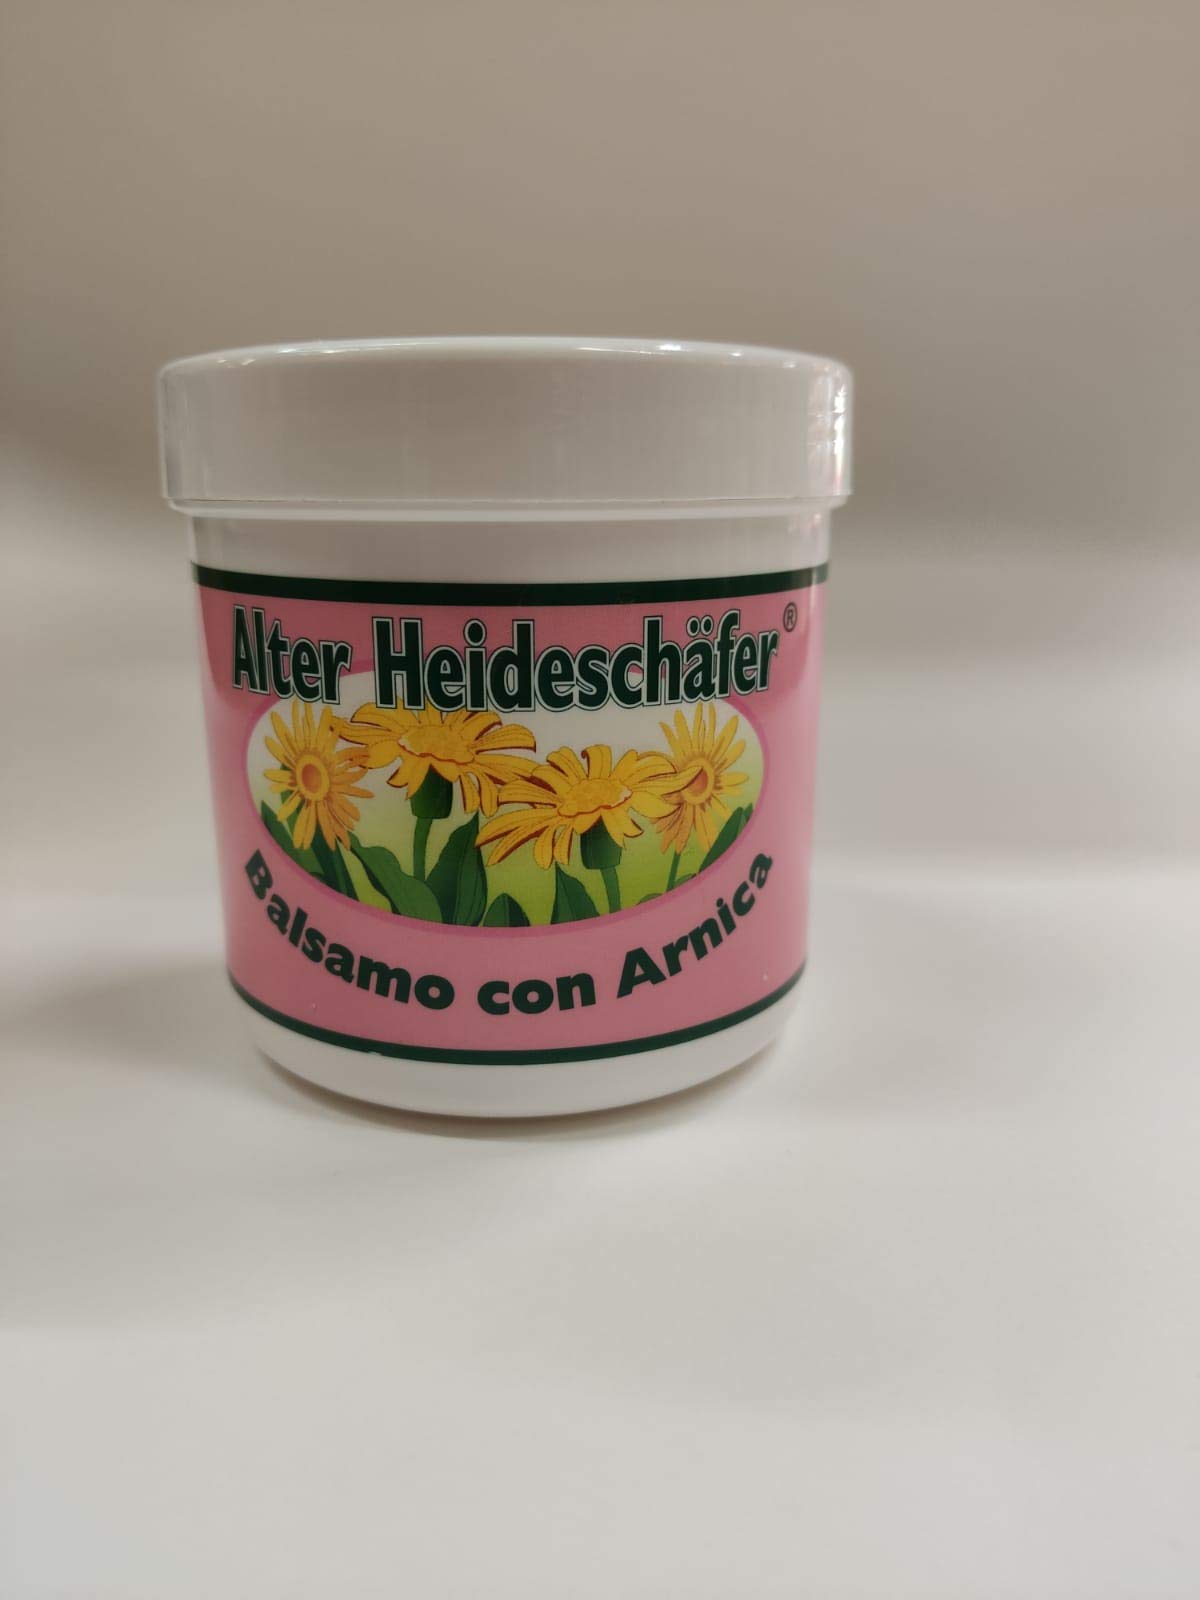 Alter Heideschäfer®
Balsamo con Arnica